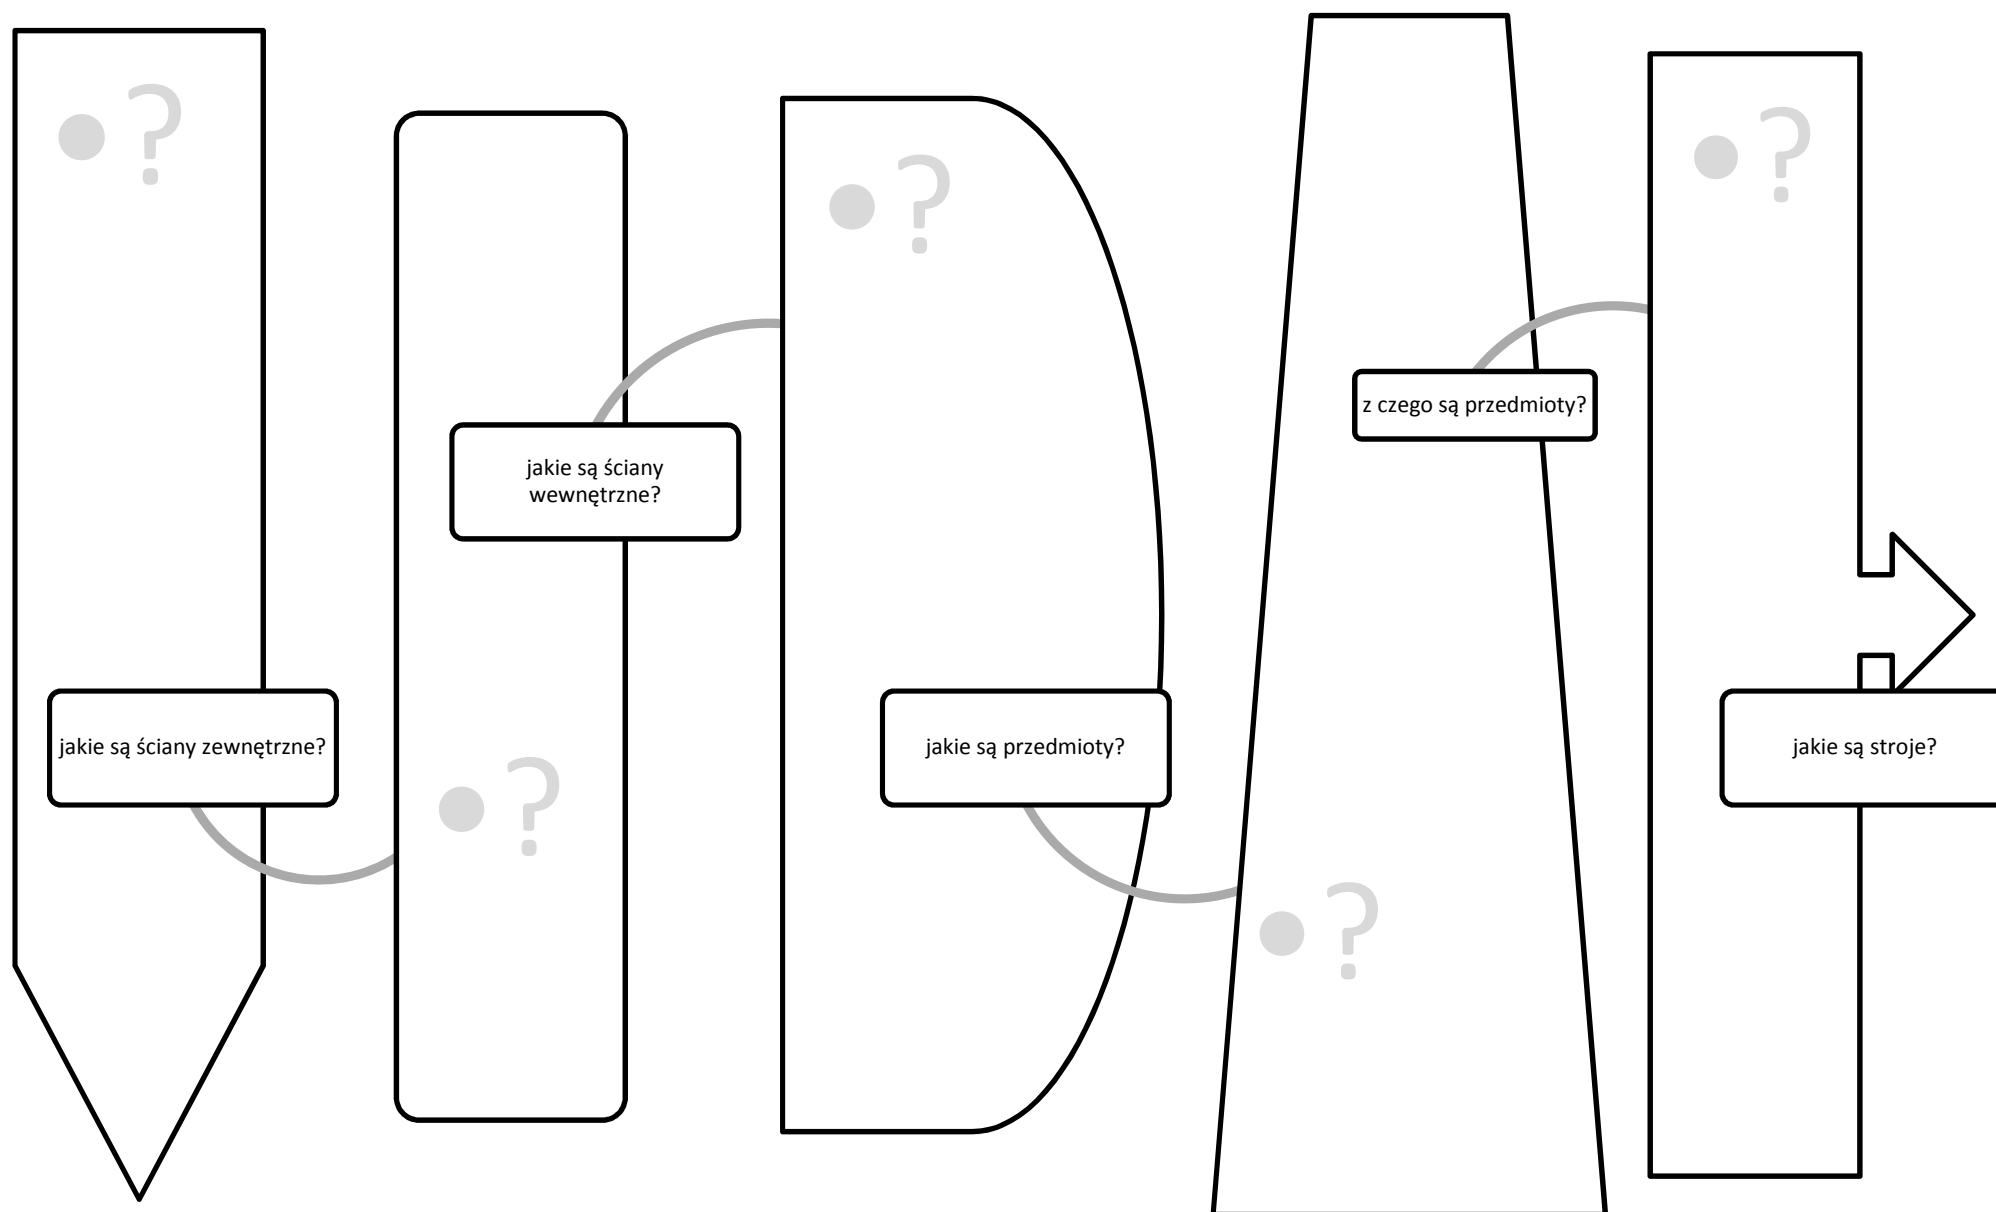 • ?
jakie są ściany zewnętrzne?
• ?
jakie są ściany
wewnętrzne?
• ?
jakie są przedmioty?
• ?
z czego są przedmioty?
• ?
jakie są stroje?